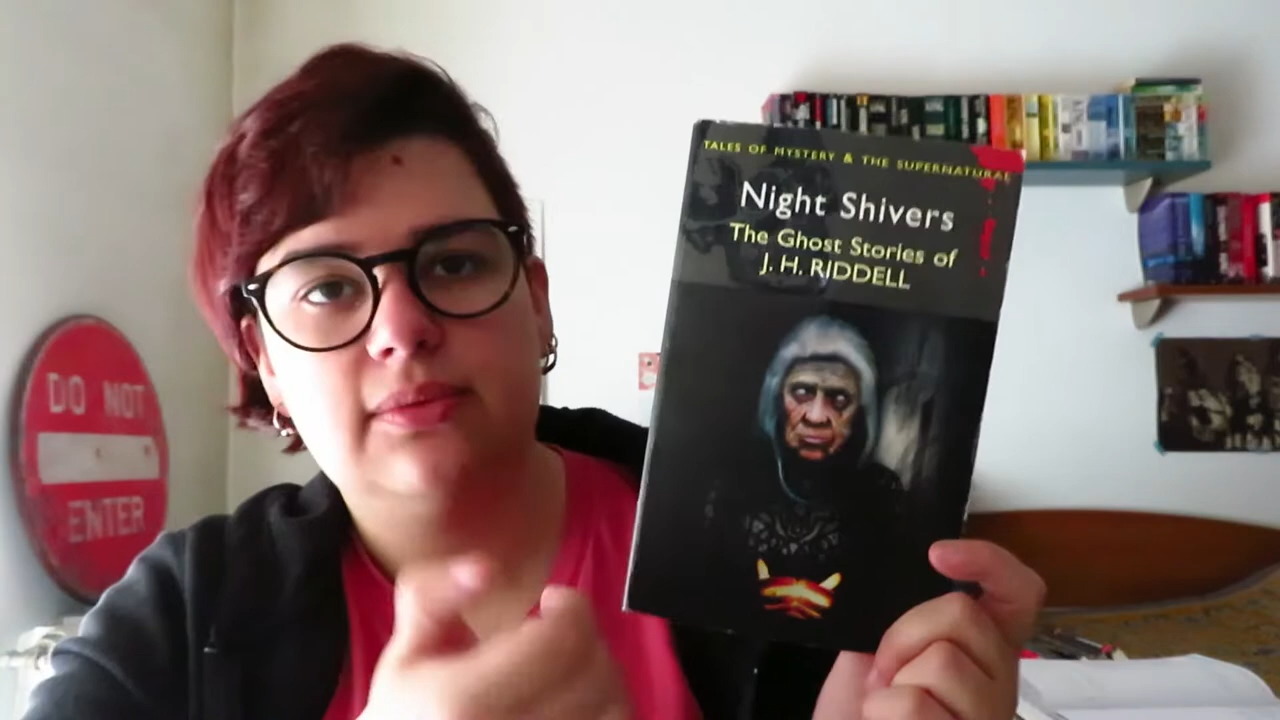 TALES OF MYSTERY & THE SUPERNATURAL
Night Shivers
The Ghost Stories of
J. H. RIDDELL
DO NOT
ENTER